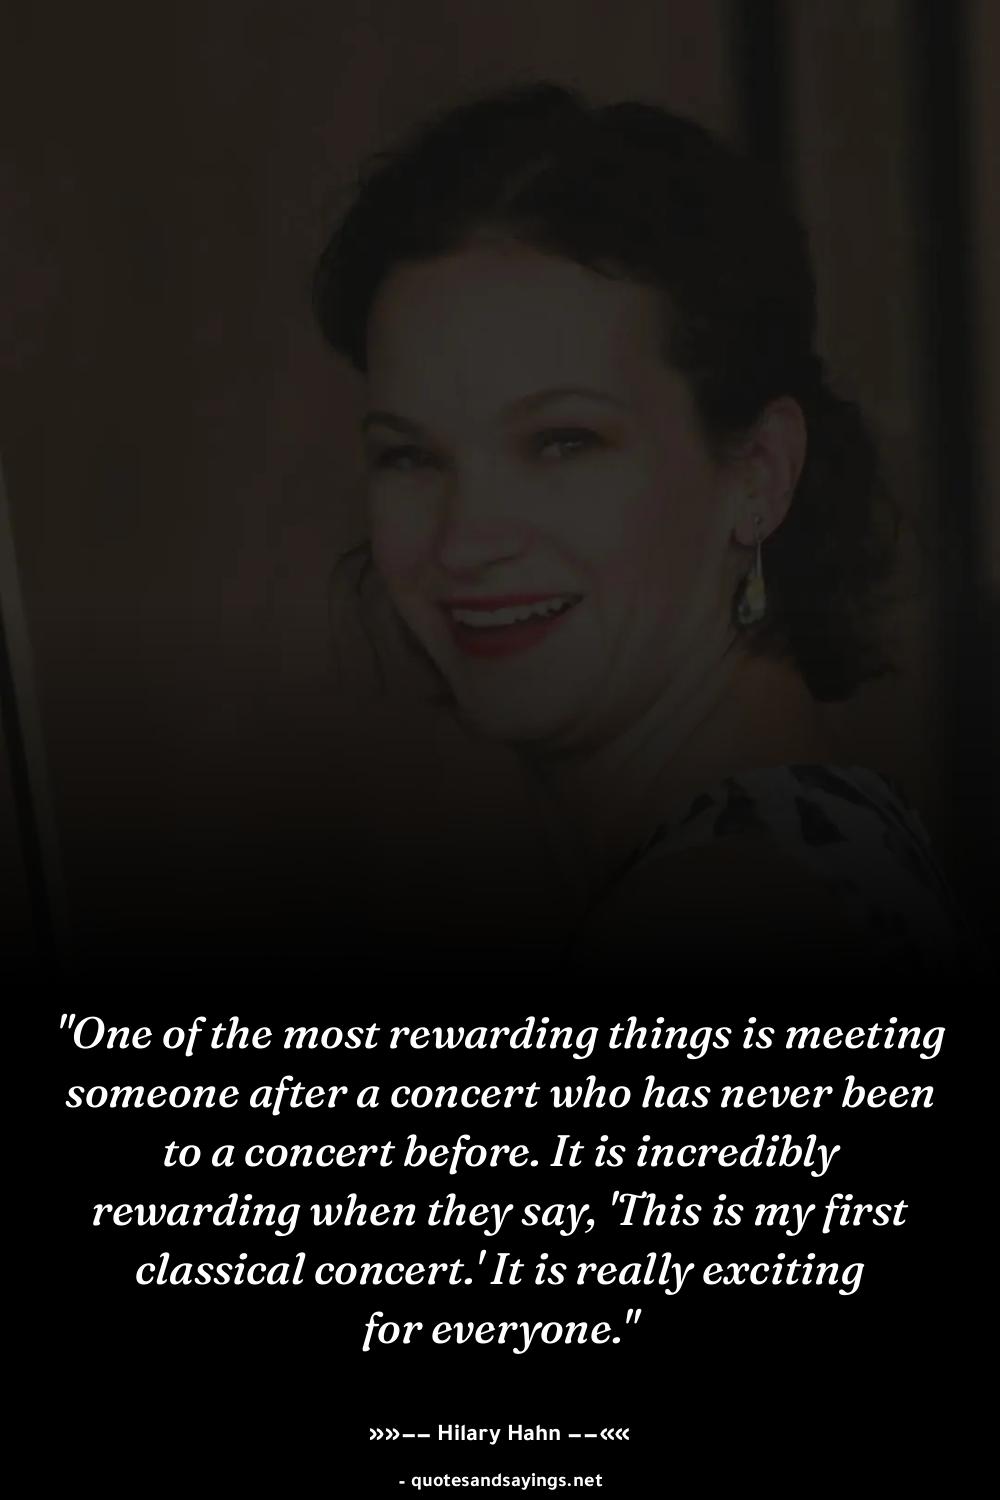 "One of the most rewarding things is meeting
someone after a concert who has never been
to a concert before. It is incredibly
rewarding when they say, 'This is my first
classical concert.' It is really exciting
for everyone."
»»−− Hilary Hahn −−««
- quotesandsayings.net